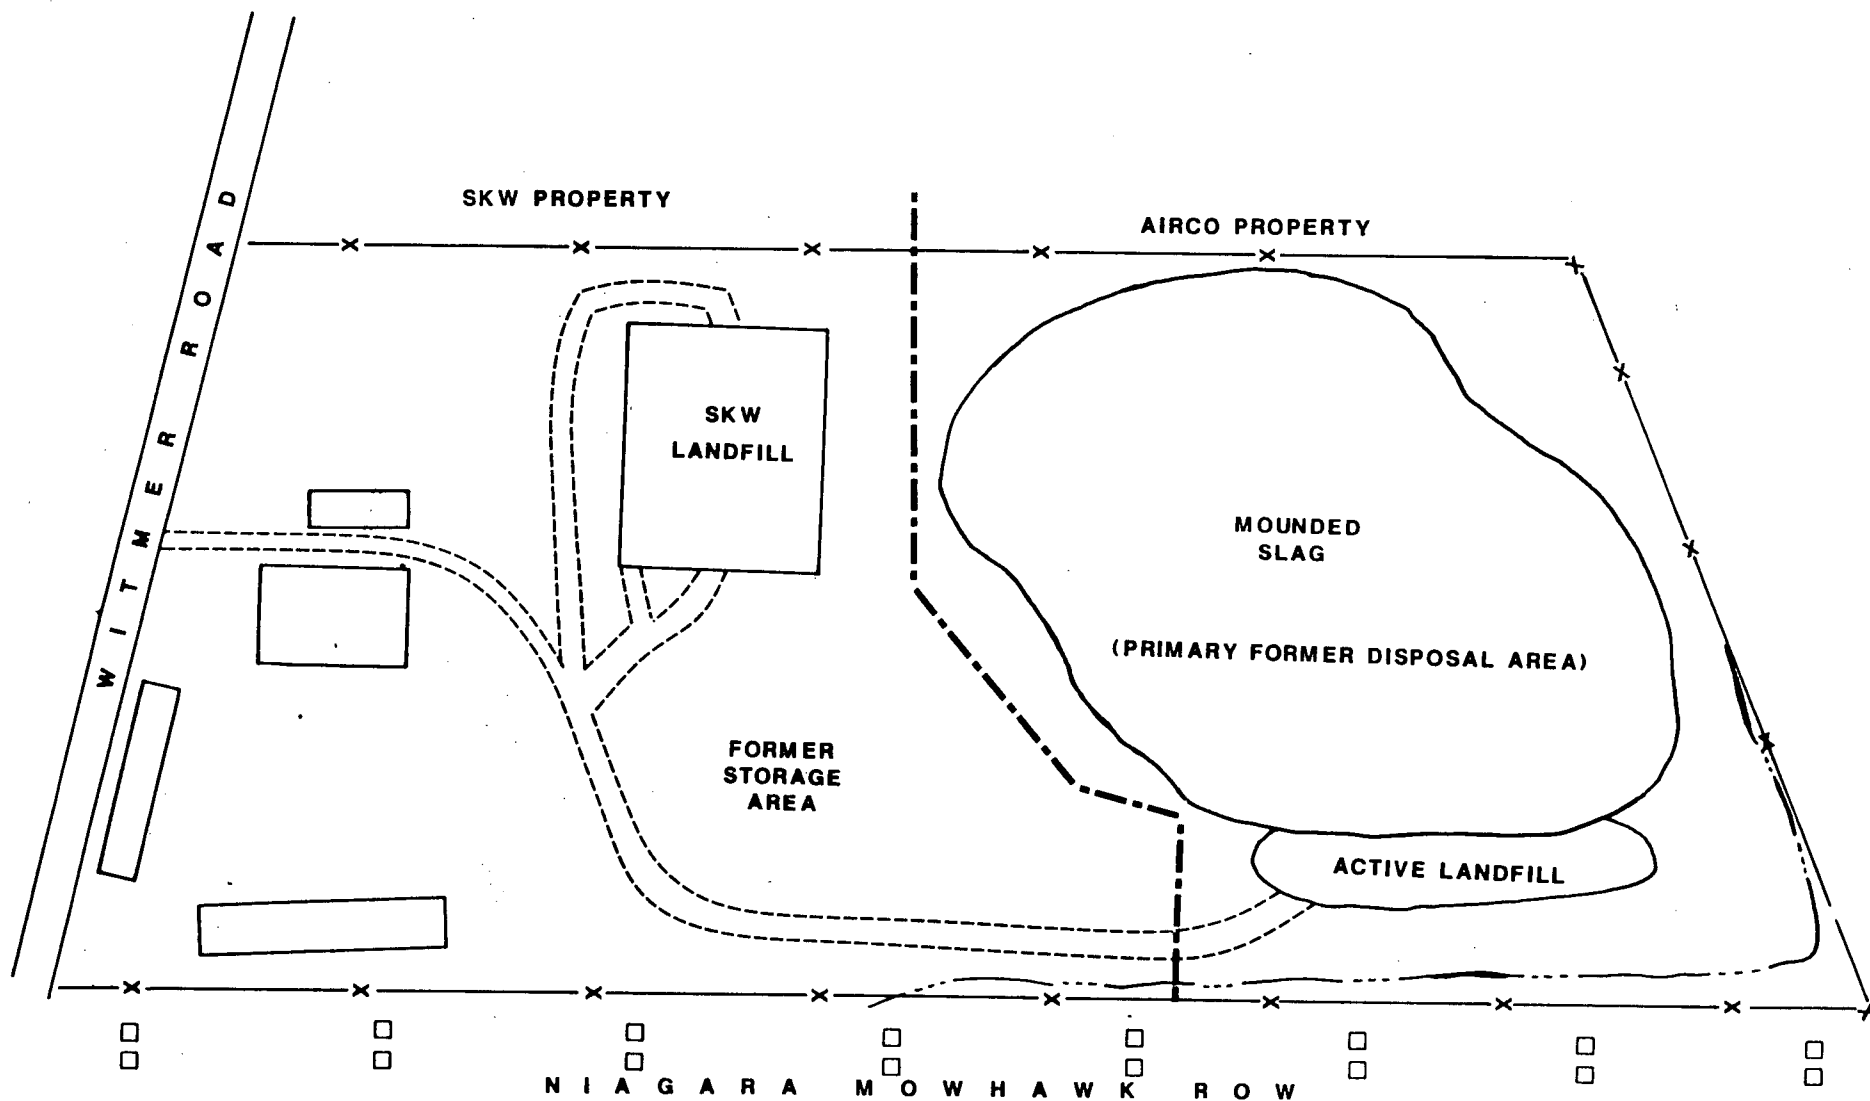 SKW PROPERTY
AIRCO PROPERTY
WITMER ROAD
SKW
LANDFILL
MOUNDED
SLAG
(PRIMARY FORMER DISPOSAL AREA)
FORMER
STORAGE
AREA
ACTIVE LANDFILL
NIAGARA MOWHAWK ROW